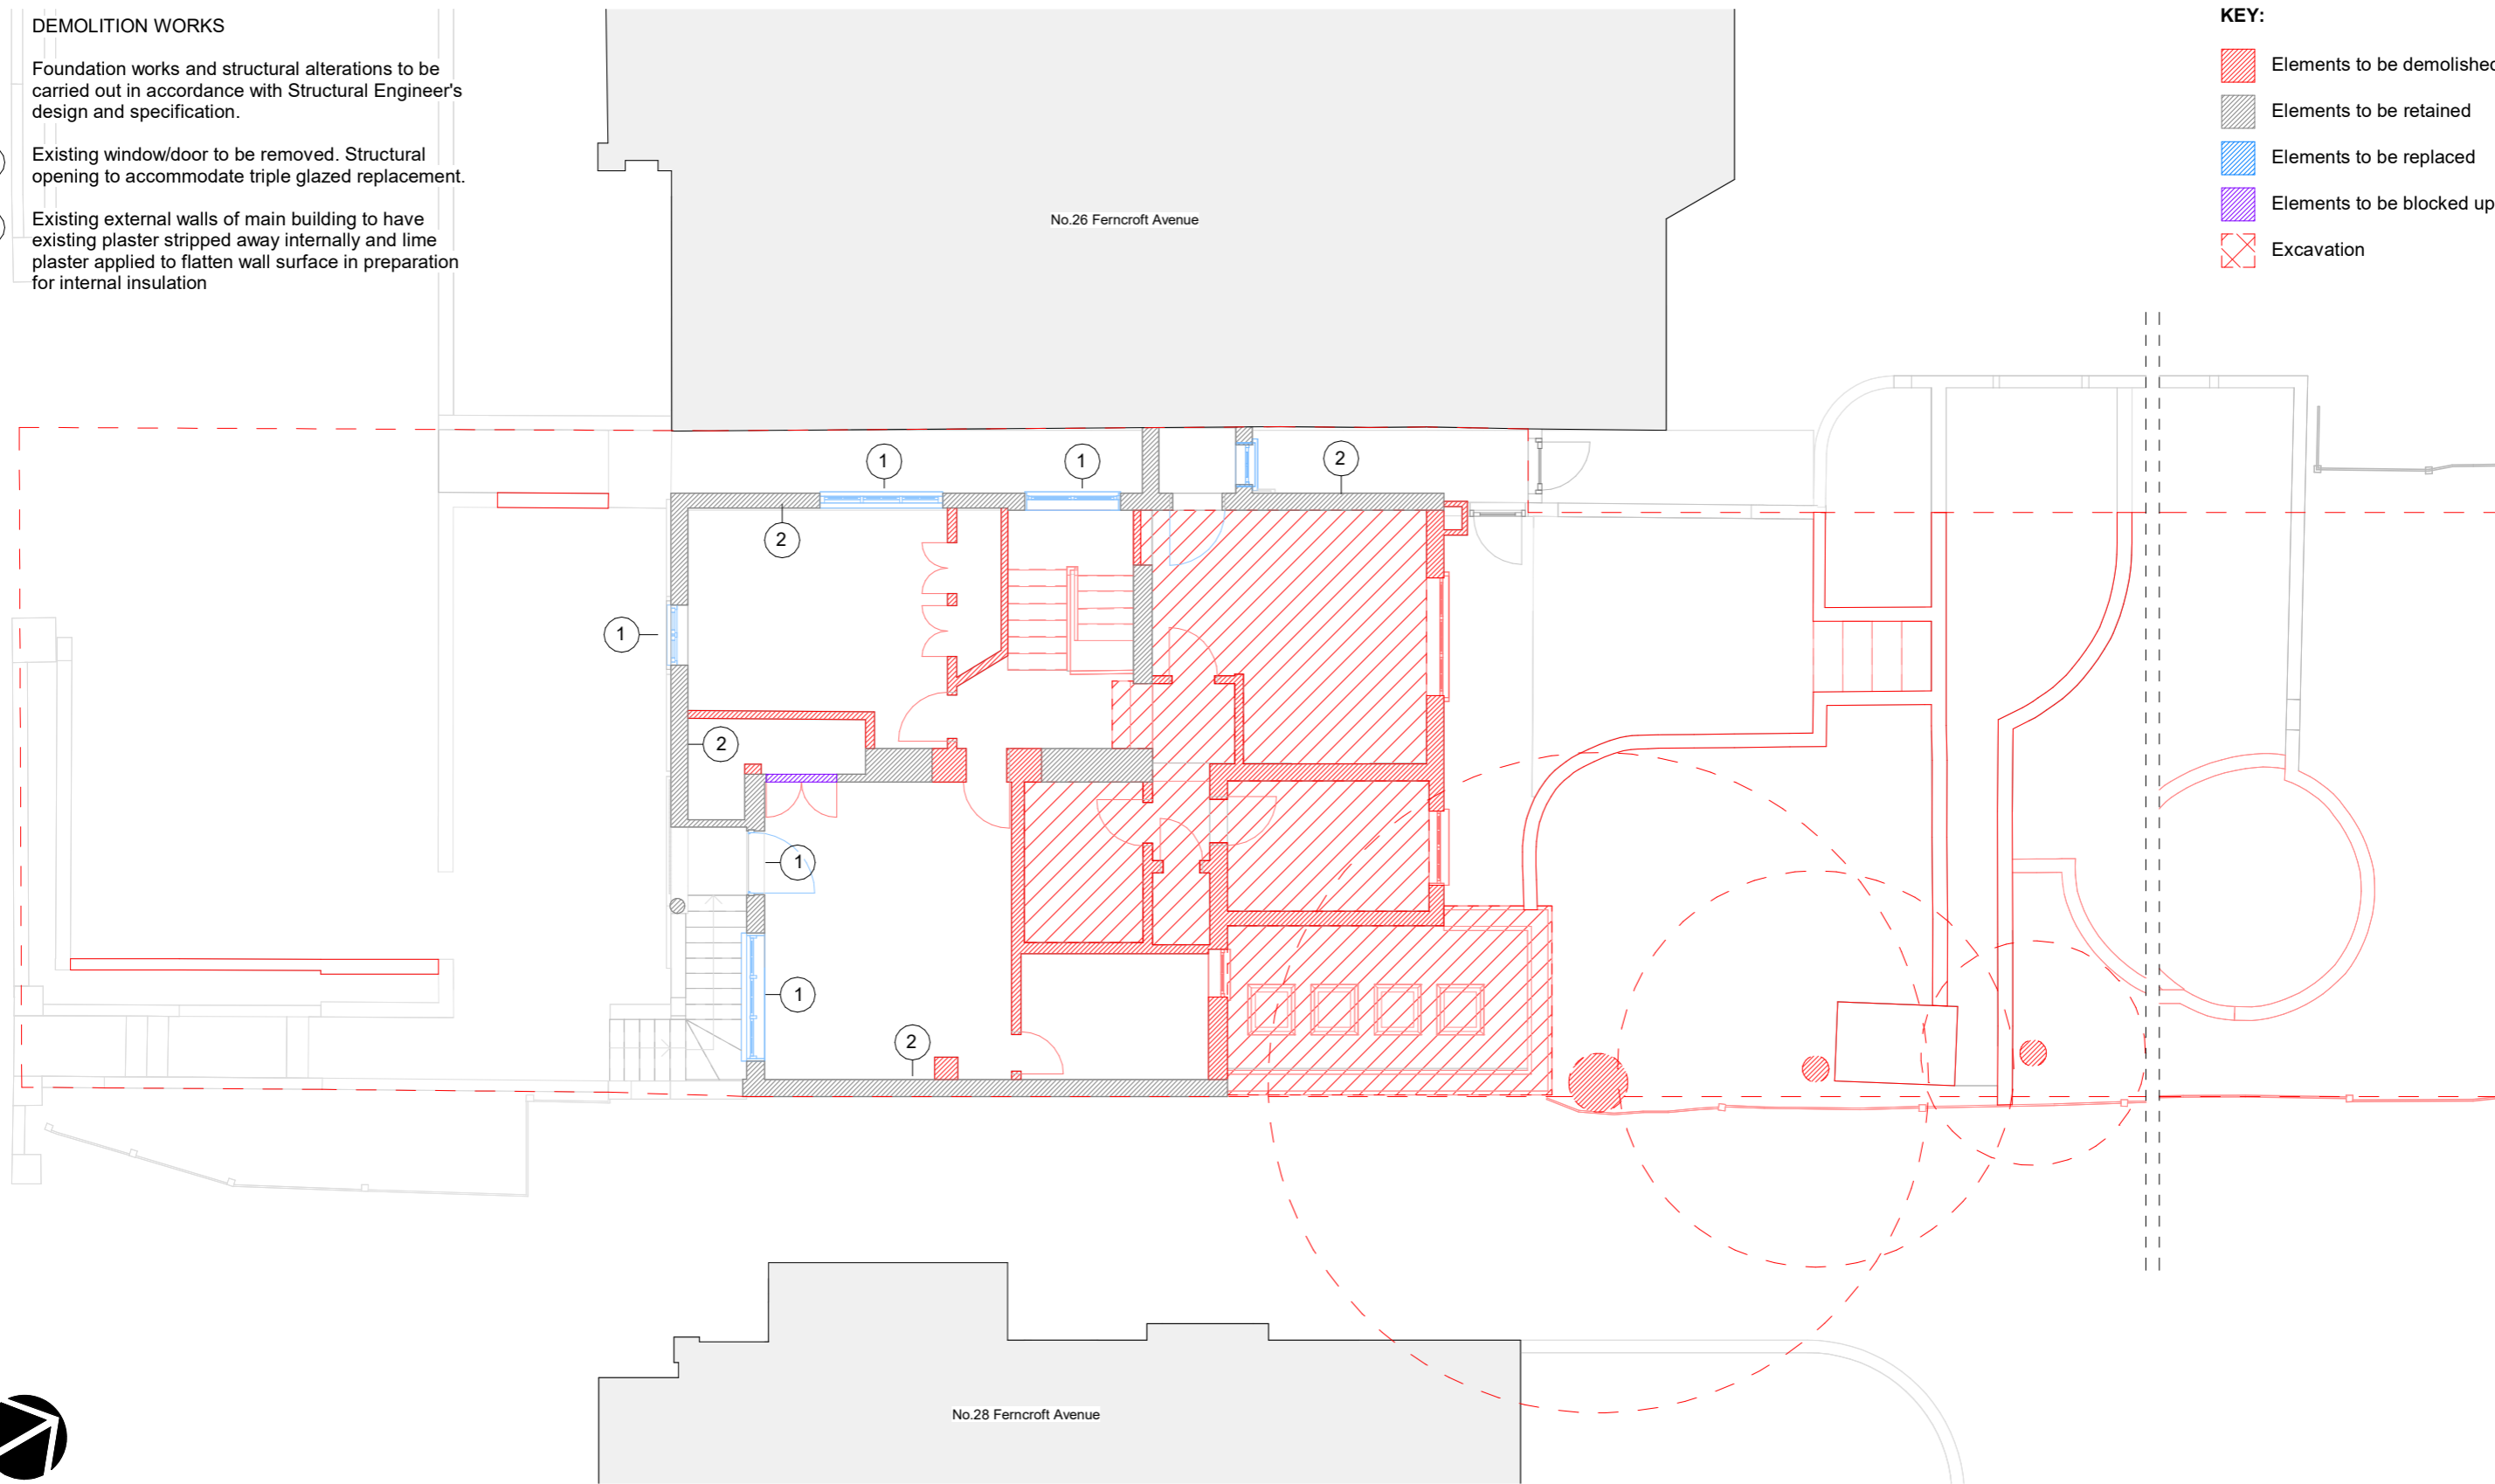 DEMOLITION WORKS
Foundation works and structural alterations to be
carried out in accordance with Structural Engineer's
design and specification.
Existing window/door to be removed. Structural
opening to accommodate triple glazed replacement.
Existing external walls of main building to have
existing plaster stripped away internally and lime
plaster applied to flatten wall surface in preparation
for internal insulation
KEY:
Elements to be demolished
Elements to be retained
Elements to be replaced
Elements to be blocked up
Excavation
No.26 Ferncroft Avenue
1
1
2
2
1
2
1
1
2
No.28 Ferncroft Avenue